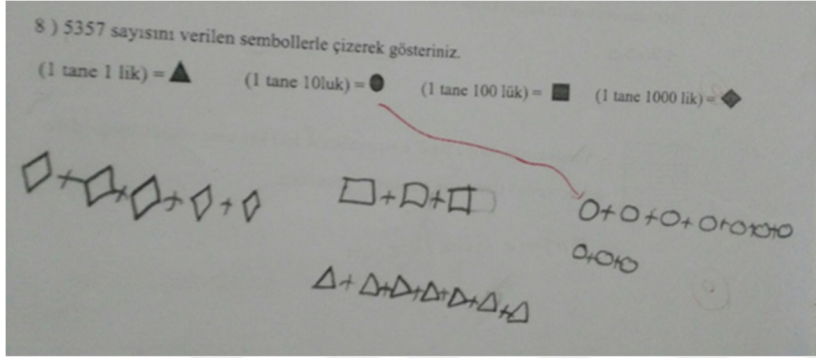 8 ) 5357 sayısını verilen sembollerle çizerek gösteriniz.
(1 tane 1 lik) = ▲ (1 tane 10luk) = ● (1 tane 100 lük) = ■ (1 tane 1000 lik) = ◆
◇+◇+◇+◇+◇ □+□+□ ○+○+○+○+○+○+○
○+○+○
△+△+△+△+△+△+△